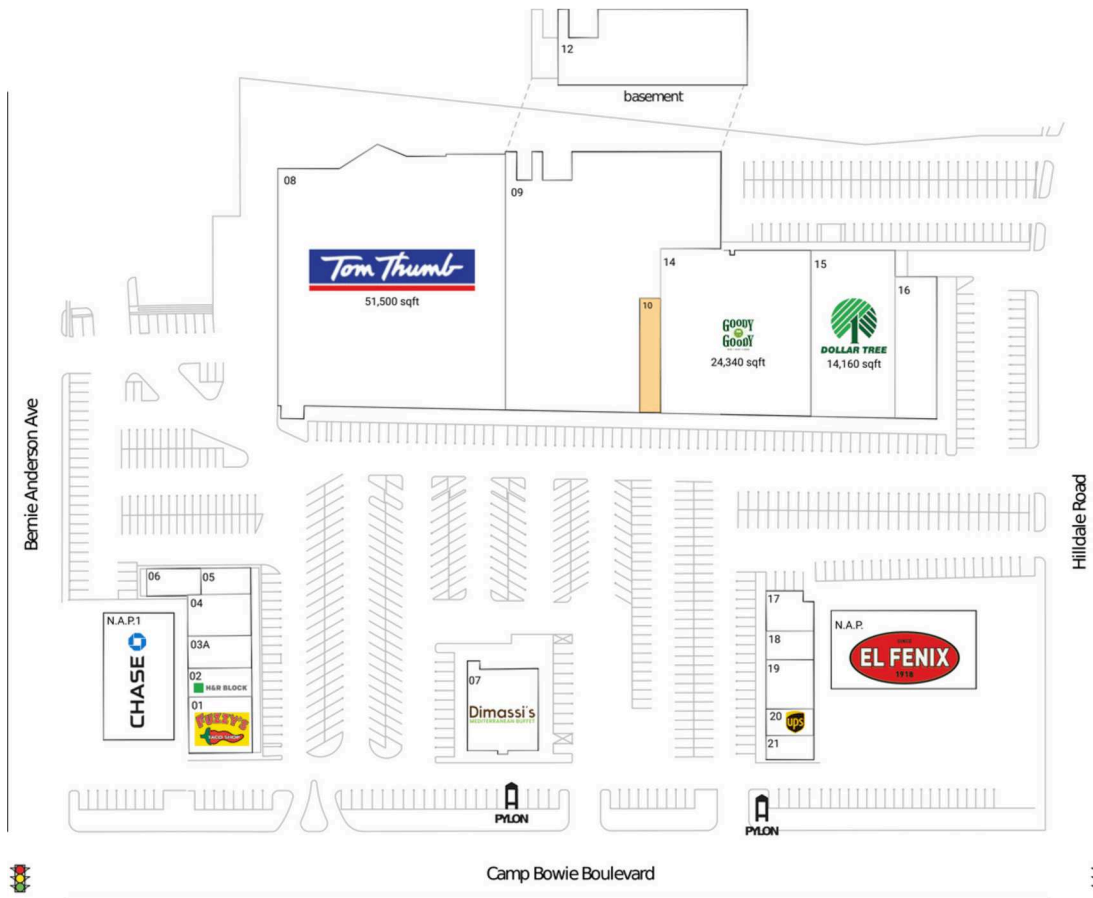 12
basement
08
09
Tom Thumb
51,500 sqft
14
15
16
10
GOODY
GOODY
24,340 sqft
DOLLAR TREE
14,160 sqft
Bernie Anderson Ave
Hilldale Road
06
05
04
N.A.P.1
CHASE
03A
02
H&R BLOCK
01
FUZZY'S
TACO SHOP
07
Dimassi's
MEDITERRANEAN BUFFET
17
18
19
20
ups
21
N.A.P.
SINCE
EL FENIX
1918
PYLON
PYLON
Camp Bowie Boulevard